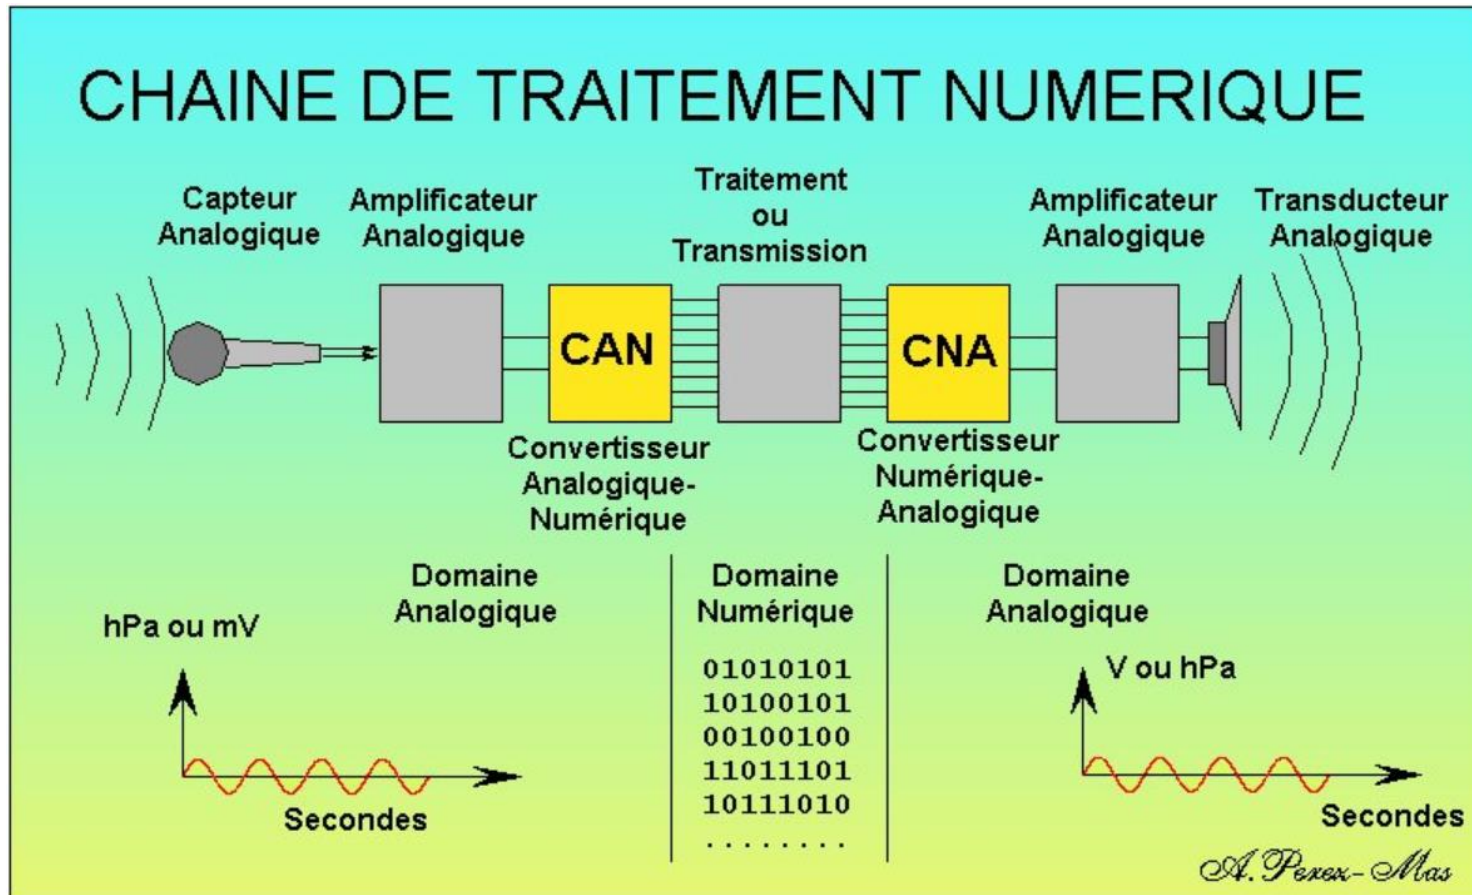 CHAINE DE TRAITEMENT NUMERIQUE
Capteur
Analogique
Amplificateur
Analogique
Traitement
ou
Transmission
Amplificateur
Analogique
Transducteur
Analogique
CAN
CNA
Convertisseur
Analogique-
Numérique
Convertisseur
Numérique-
Analogique
Domaine
Analogique
Domaine
Numérique
Domaine
Analogique
hPa ou mV
Secondes
01010101
10100101
00100100
11011101
10111010
. . . . . . . .
V ou hPa
Secondes
A. Perez-Mas